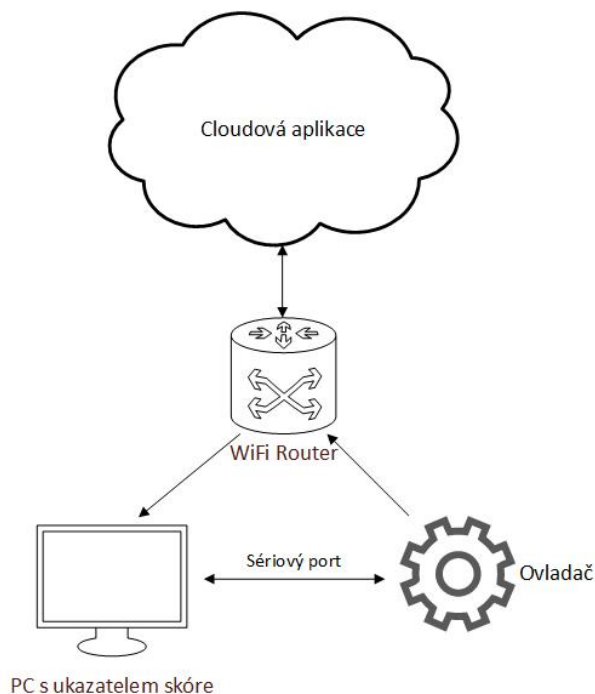 Cloudová aplikace
WiFi Router
Sériový port
Ovladač
PC s ukazatelem skóre